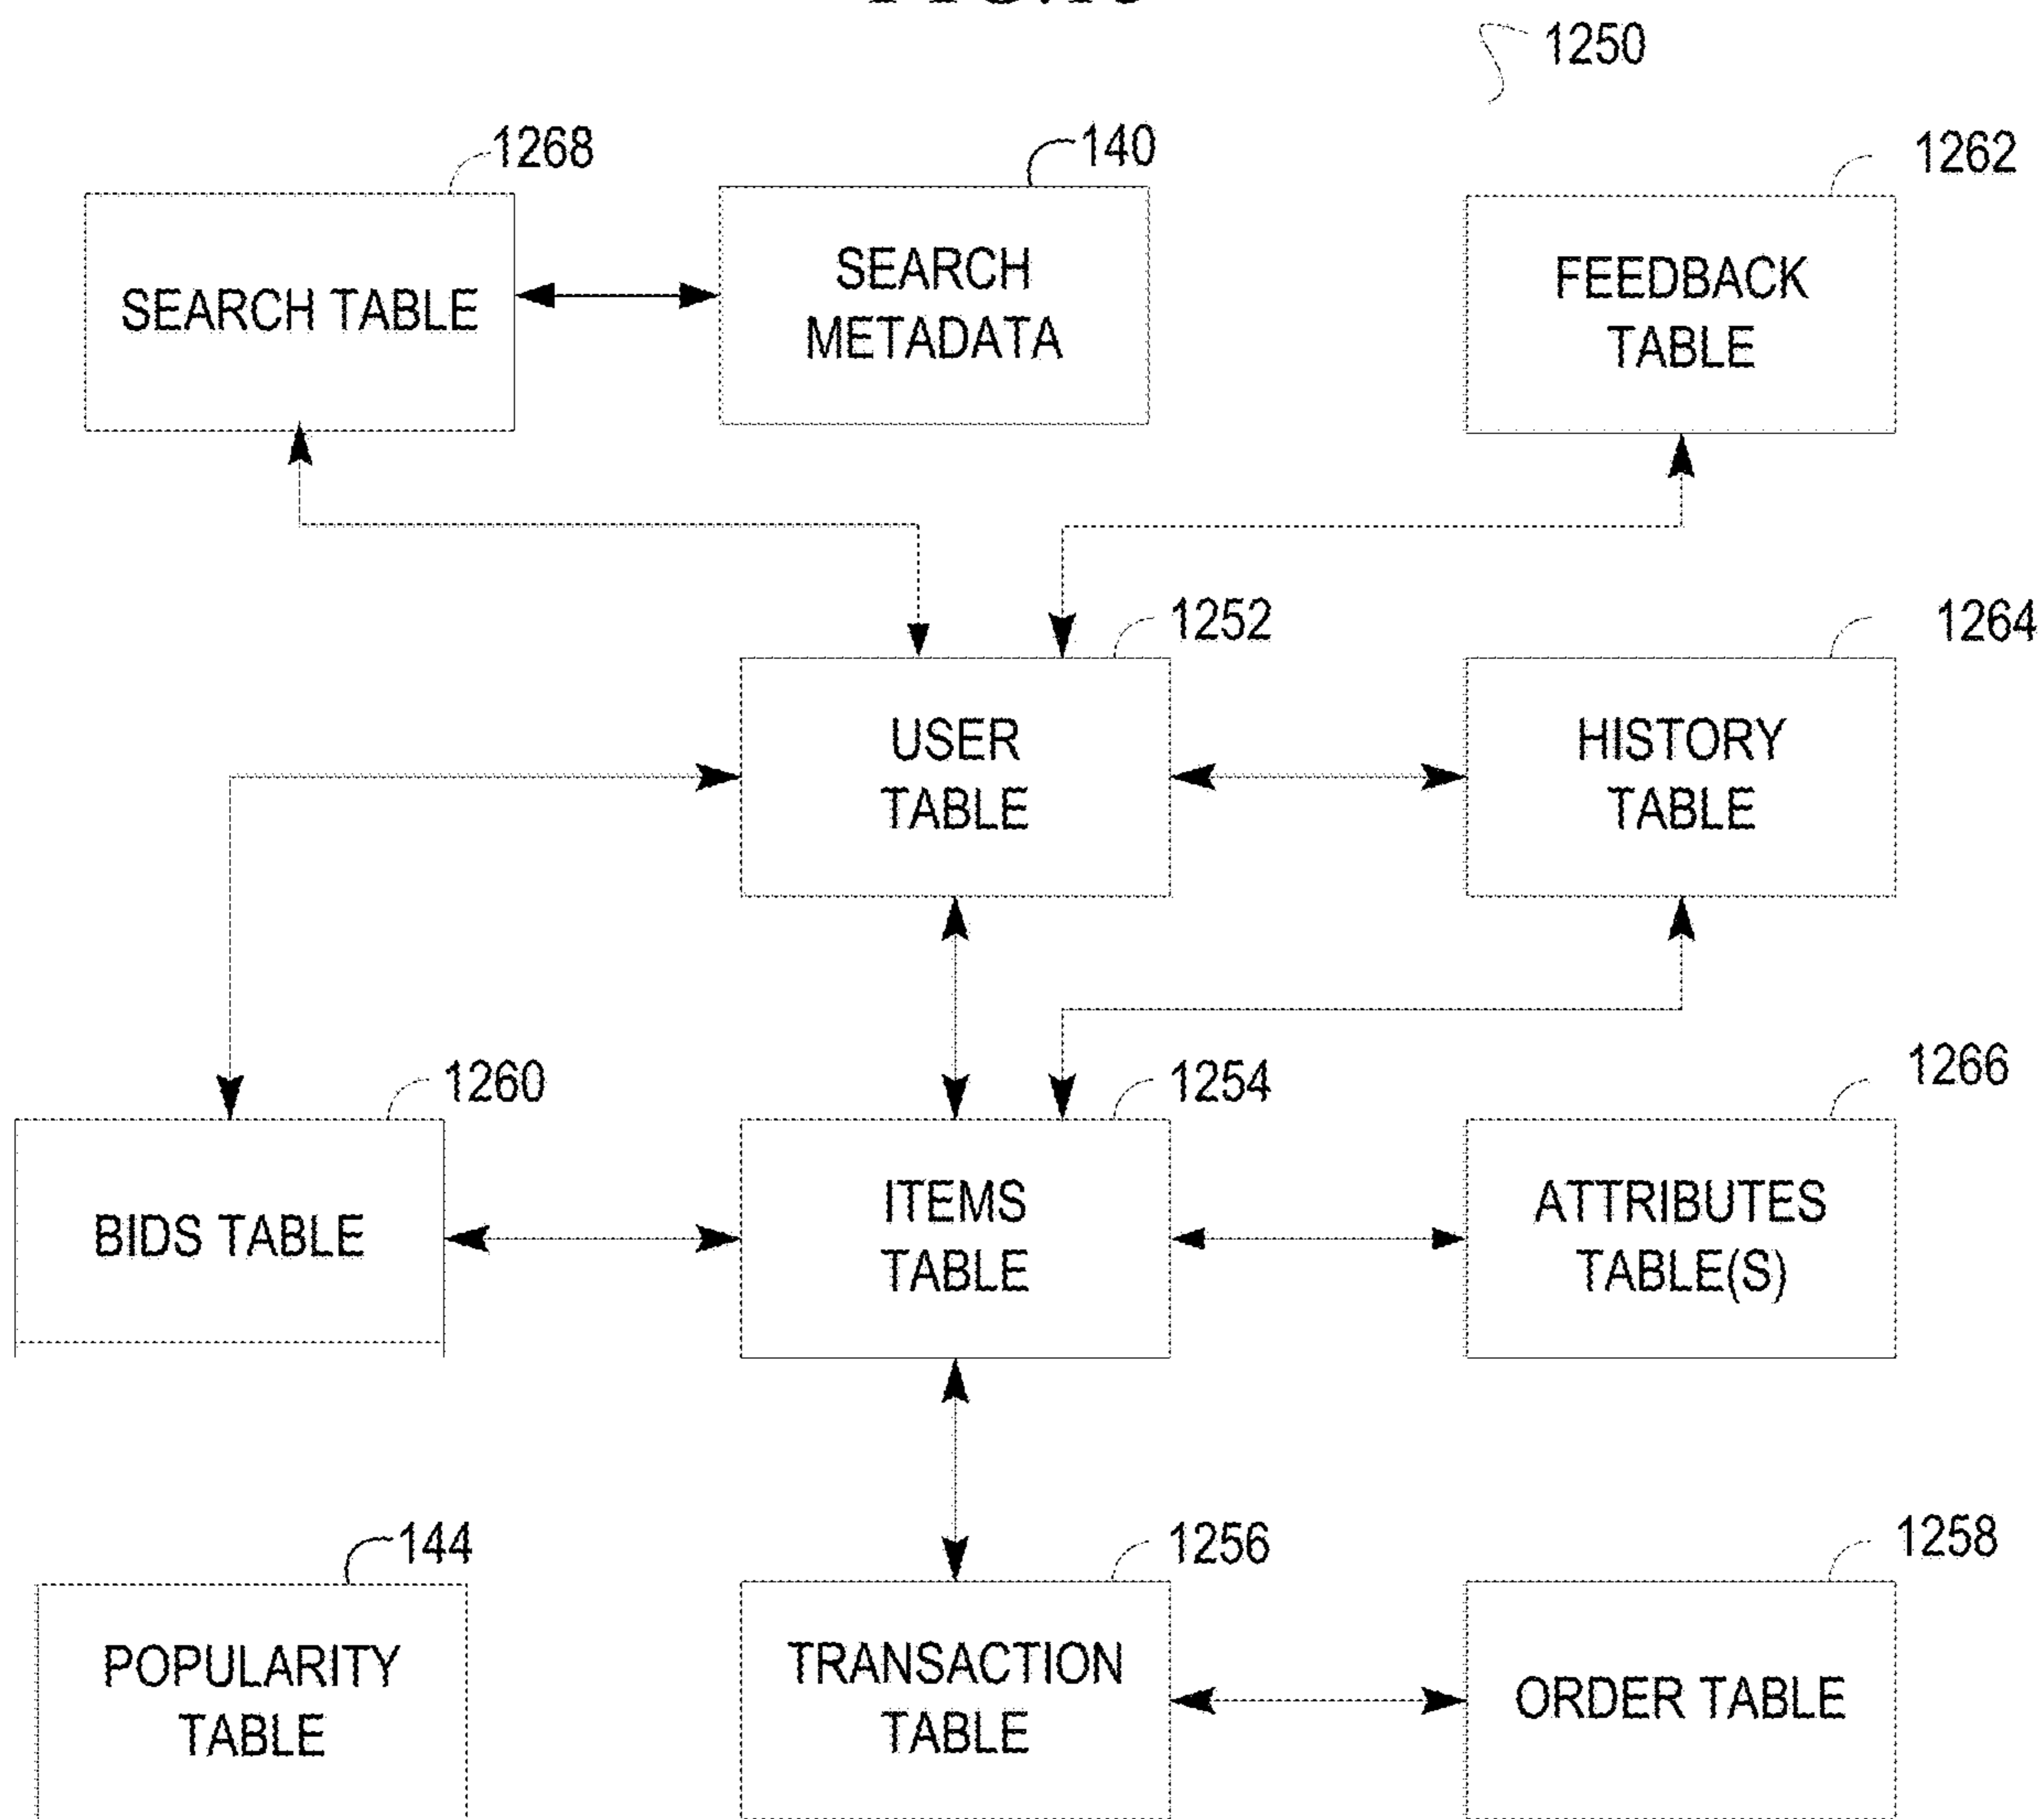 1250
1268
140
1262
SEARCH TABLE
SEARCH
METADATA
FEEDBACK
TABLE
1252
1264
USER
TABLE
HISTORY
TABLE
1260
1254
1266
BIDS TABLE
ITEMS
TABLE
ATTRIBUTES
TABLE(S)
144
1256
1258
POPULARITY
TABLE
TRANSACTION
TABLE
ORDER TABLE